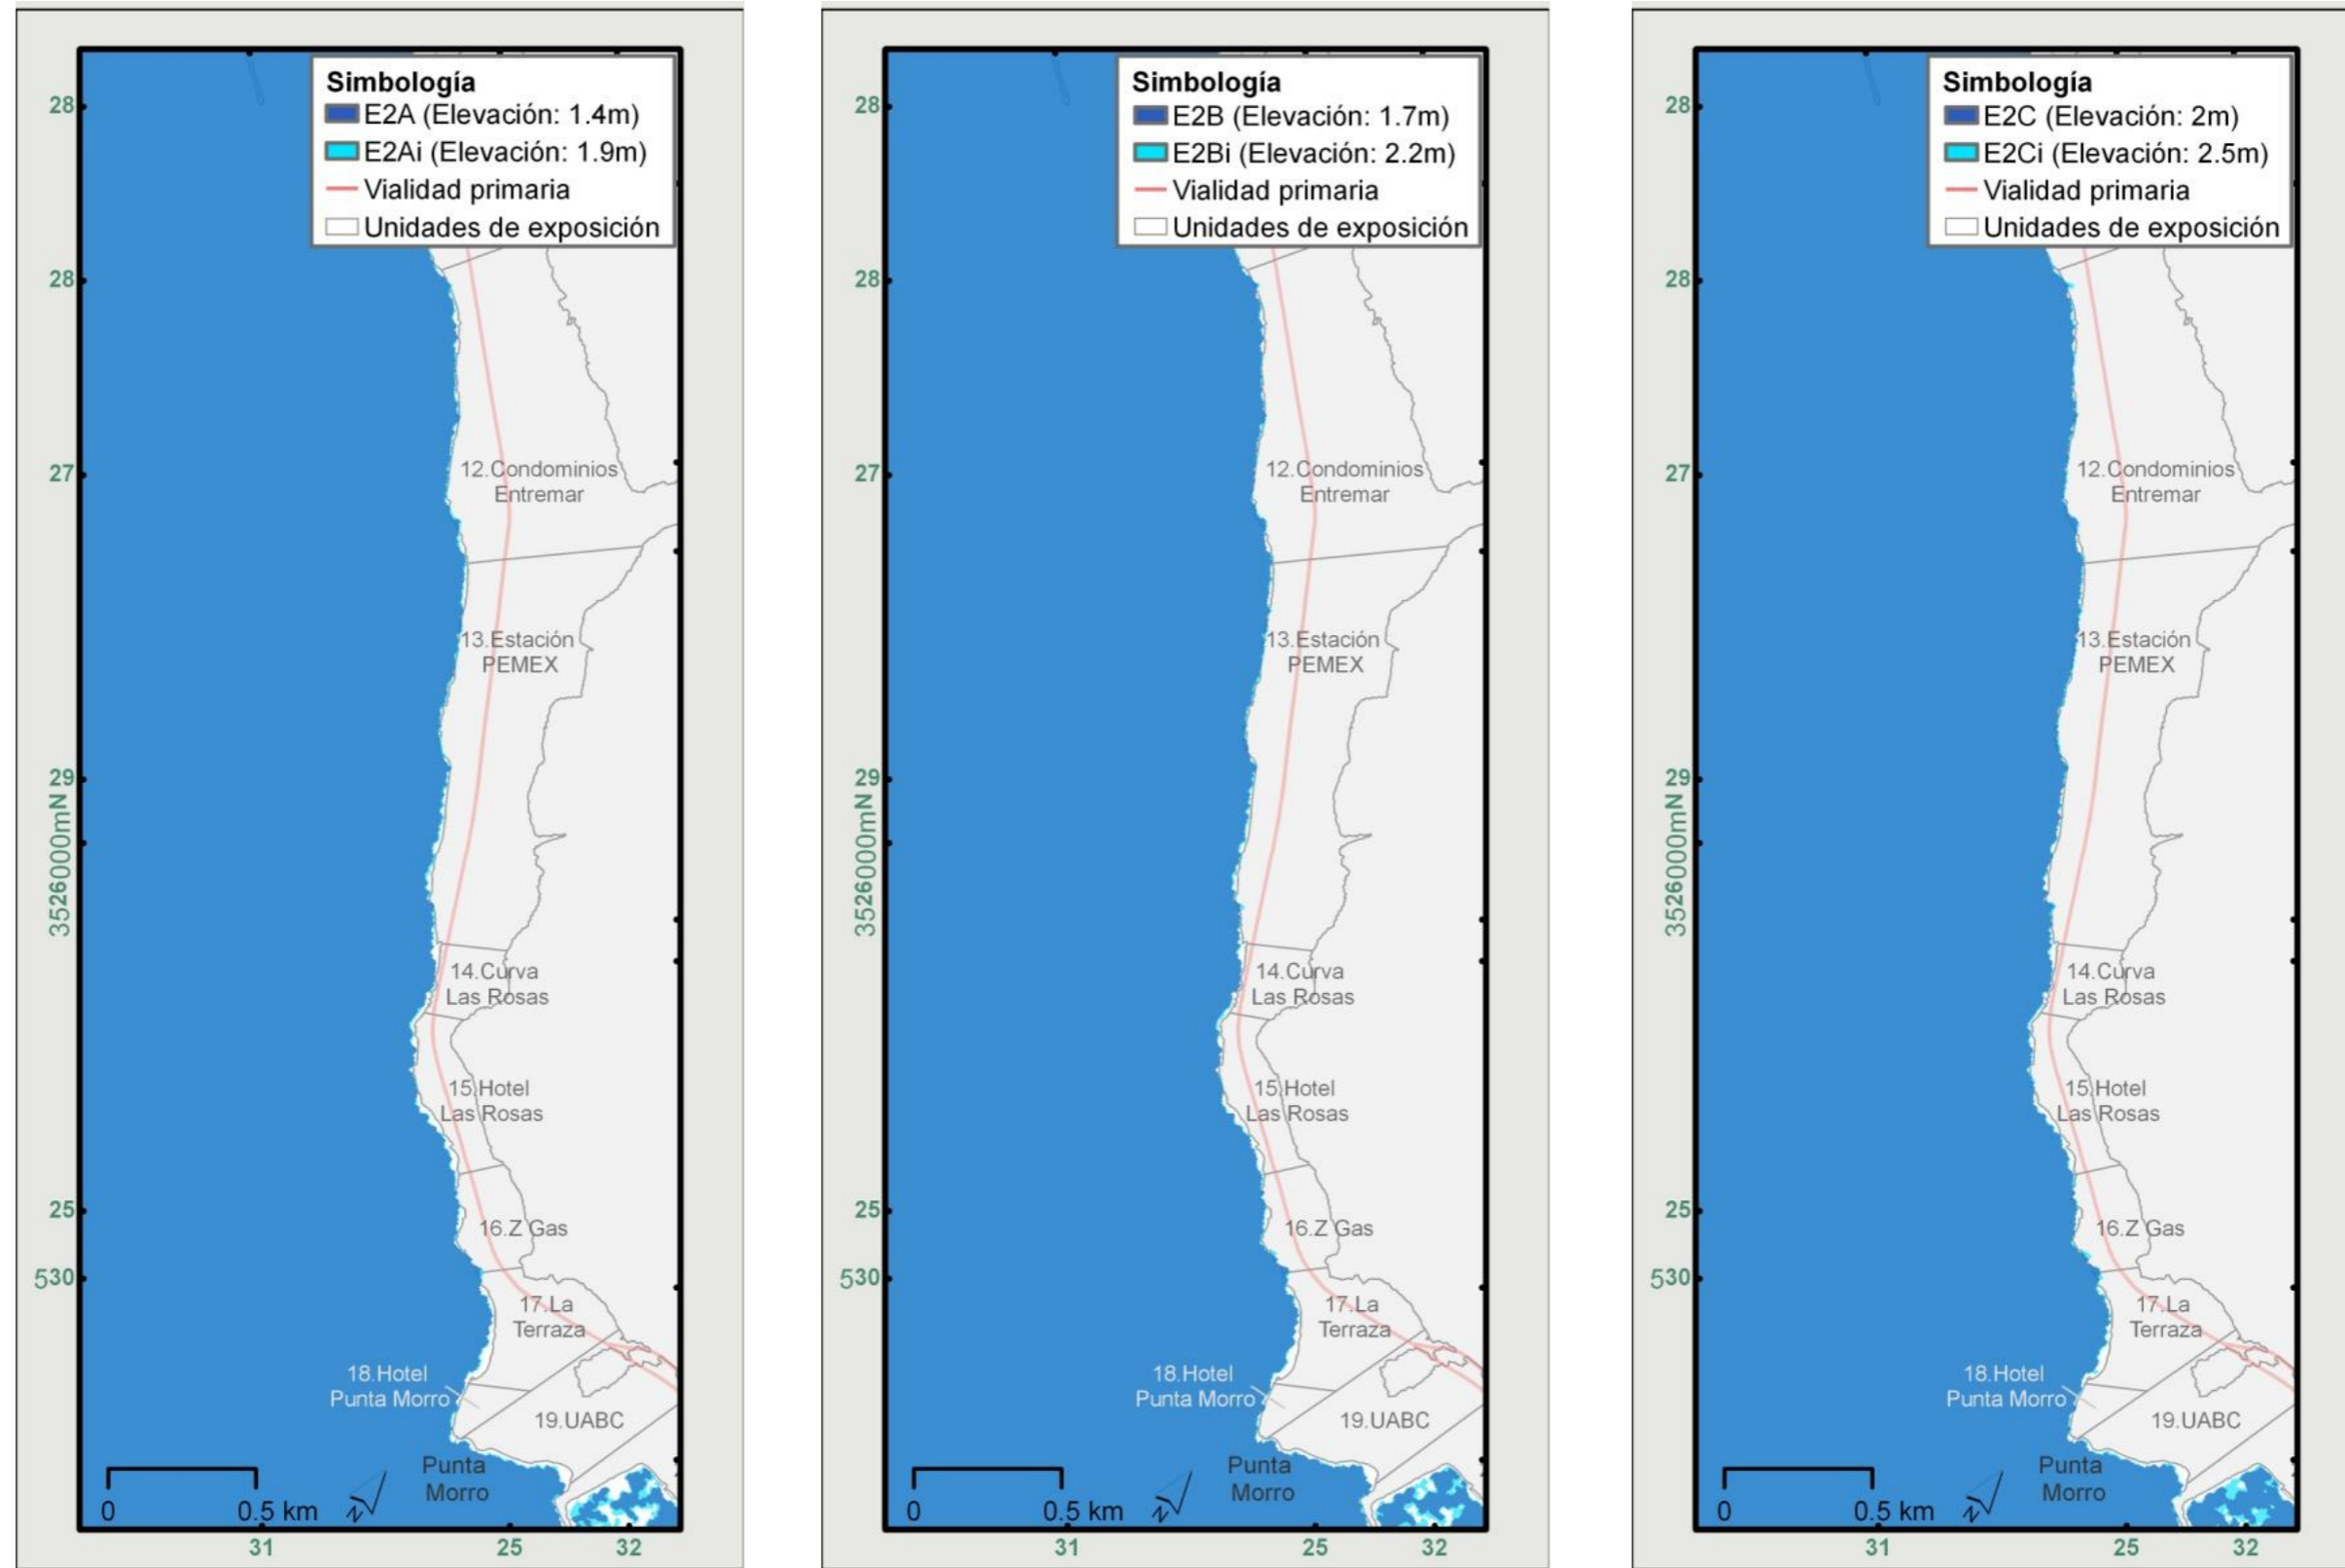 Simbología
E2A (Elevación: 1.4m)
E2Ai (Elevación: 1.9m)
Vialidad primaria
Unidades de exposición
28
28
27
12.Condominios
Entremar
13.Estación
PEMEX
29
3526000mN
14.Curva
Las Rosas
15.Hotel
Las Rosas
25
16.Z Gas
530
17.La
Terraza
18.Hotel
Punta Morro
19.UABC
Punta
Morro
0 0.5 km N
31 25 32
Simbología
E2B (Elevación: 1.7m)
E2Bi (Elevación: 2.2m)
Vialidad primaria
Unidades de exposición
28
28
27
12.Condominios
Entremar
13.Estación
PEMEX
29
3526000mN
14.Curva
Las Rosas
15.Hotel
Las Rosas
25
16.Z Gas
530
17.La
Terraza
18.Hotel
Punta Morro
19.UABC
Punta
Morro
0 0.5 km N
31 25 32
Simbología
E2C (Elevación: 2m)
E2Ci (Elevación: 2.5m)
Vialidad primaria
Unidades de exposición
28
28
27
12.Condominios
Entremar
13.Estación
PEMEX
29
3526000mN
14.Curva
Las Rosas
15.Hotel
Las Rosas
25
16.Z Gas
530
17.La
Terraza
18.Hotel
Punta Morro
19.UABC
Punta
Morro
0 0.5 km N
31 25 32